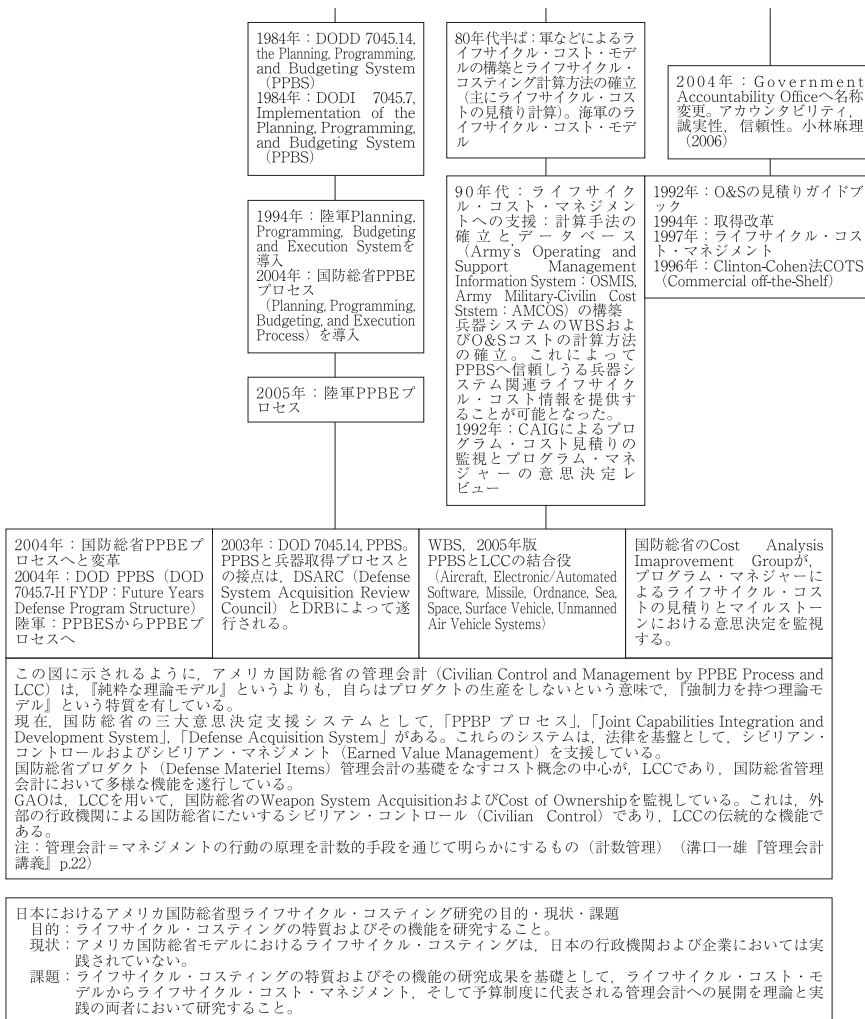 1984年：DODD 7045.14,
the Planning, Programming,
and Budgeting System
（PPBS）
1984年：DODI 7045.7,
Implementation of the
Planning, Programming,
and Budgeting System
（PPBS）
80年代半ば：軍などによるラ
イフサイクル・コスト・モデ
ルの構築とライフサイクル・
コスティング計算方法の確立
（主にライフサイクル・コス
トの見積り計算）。海軍のラ
イフサイクル・コスト・モデ
ル
2004年：Government
Accountability Officeへ名称
変更。アカウンタビリティ，
誠実性，信頼性。小林麻理
（2006）
1994年：陸軍Planning,
Programming, Budgeting
and Execution Systemを
導入
2004年：国防総省PPBE
プロセス
（Planning, Programming,
Budgeting, and Execution
Process）を導入
2005年：陸軍PPBEプ
ロセス
90年代：ライフサイク
ル・コスト・マネジメン
トへの支援：計算手法の
確立とデータベース
（Army's Operating and
Support Management
Information System：OSMIS,
Army Military-Civilin Cost
Ststem：AMCOS）の構築
兵器システムのWBSおよ
びO&Sコストの計算方法
の確立。これによって
PPBSへ信頼しうる兵器シ
ステム関連ライフサイク
ル・コスト情報を提供す
ることが可能となった。
1992年：CAIGによるプロ
グラム・コスト見積りの
監視とプログラム・マネ
ジャーの意思決定レ
ビュー
1992年：O&Sの見積りガイドブ
ック
1994年：取得改革
1997年：ライフサイクル・コス
ト・マネジメント
1996年：Clinton-Cohen法COTS
（Commercial off-the-Shelf）
2004年：国防総省PPBEプ
ロセスへと変革
2004年：DOD PPBS（DOD
7045.7-H FYDP：Future Years
Defense Program Structure）
陸軍：PPBESからPPBEプ
ロセスへ
2003年：DOD 7045.14, PPBS。
PPBSと兵器取得プロセスと
の接点は，DSARC（Defense
System Acquisition Review
Council）とDRBによって遂
行される。
WBS, 2005年版
PPBSとLCCの結合役
（Aircraft, Electronic/Automated
Software, Missile, Ordnance, Sea,
Space, Surface Vehicle, Unmanned
Air Vehicle Systems）
国防総省のCost Analysis
Imaprovement Groupが，
プログラム・マネジャーに
よるライフサイクル・コス
トの見積りとマイルストー
ンにおける意思決定を監視
する。
この図に示されるように，アメリカ国防総省の管理会計（Civilian Control and Management by PPBE Process and
LCC）は，『純粋な理論モデル』というよりも，自らはプロダクトの生産をしないという意味で，『強制力を持つ理論モ
デル』という特質を有している。
現在，国防総省の三大意思決定支援システムとして，「PPBP プロセス」，「Joint Capabilities Integration and
Development System」，「Defense Acquisition System」がある。これらのシステムは，法律を基盤として，シビリアン・
コントロールおよびシビリアン・マネジメント（Earned Value Management）を支援している。
国防総省プロダクト（Defense Materiel Items）管理会計の基礎をなすコスト概念の中心が，LCCであり，国防総省管理
会計において多様な機能を遂行している。
GAOは，LCCを用いて，国防総省のWeapon System AcquisitionおよびCost of Ownershipを監視している。これは，外
部の行政機関による国防総省にたいするシビリアン・コントロール（Civilian Control）であり，LCCの伝統的な機能で
ある。
注：管理会計＝マネジメントの行動の原理を計数的手段を通じて明らかにするもの（計数管理）（溝口一雄『管理会計
講義』p.22）
日本におけるアメリカ国防総省型ライフサイクル・コスティング研究の目的・現状・課題
目的：ライフサイクル・コスティングの特質およびその機能を研究すること。
現状：アメリカ国防総省モデルにおけるライフサイクル・コスティングは，日本の行政機関および企業においては実
践されていない。
課題：ライフサイクル・コスティングの特質およびその機能の研究成果を基礎として，ライフサイクル・コスト・モ
デルからライフサイクル・コスト・マネジメント，そして予算制度に代表される管理会計への展開を理論と実
践の両者において研究すること。